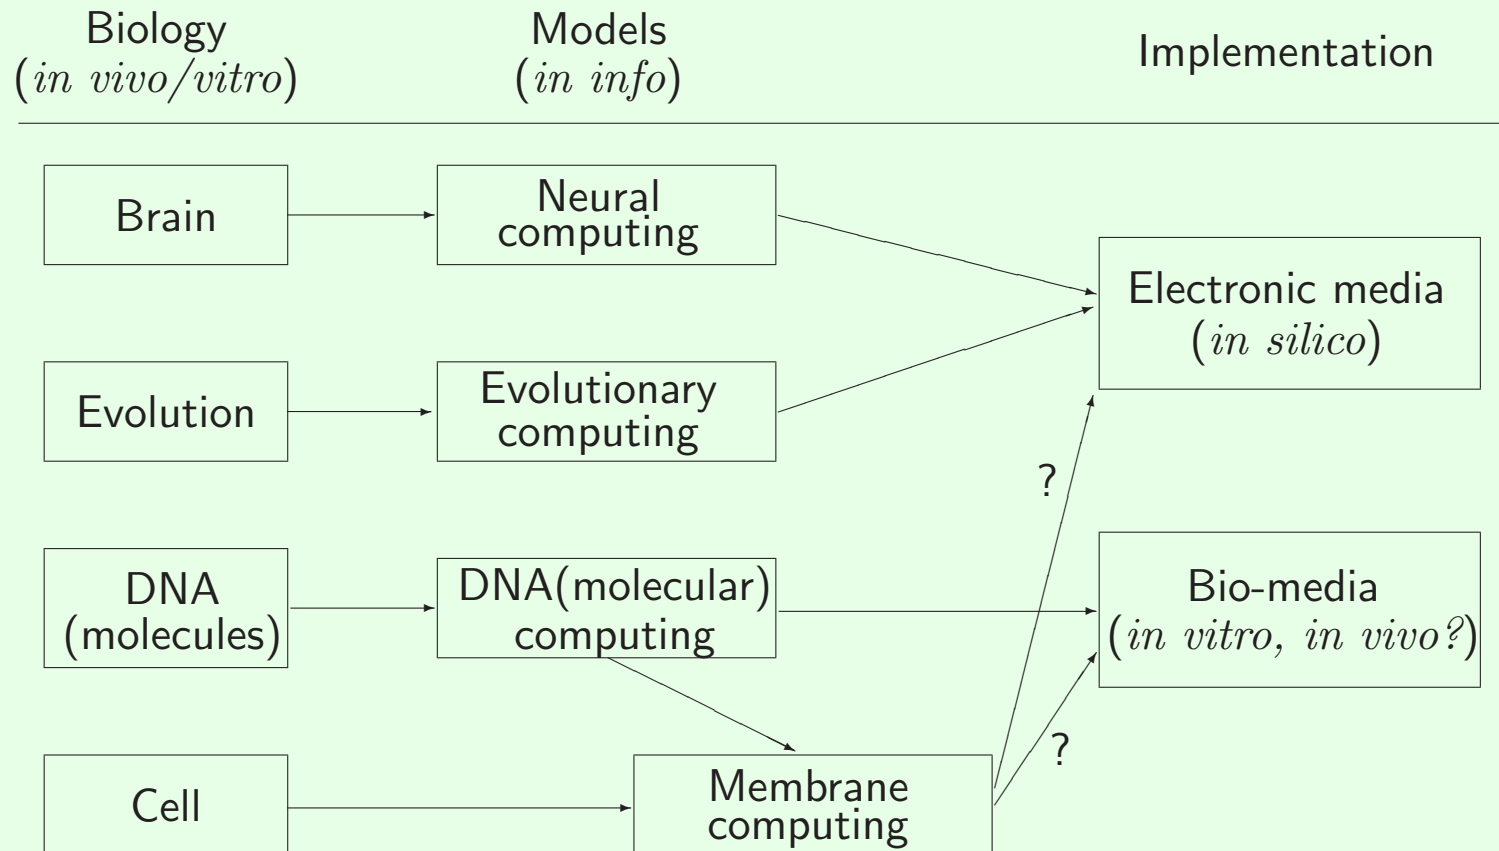 Biology
(in vivo/vitro)
Models
(in info)
Implementation
Brain
Neural
computing
Electronic media
(in silico)
Evolution
Evolutionary
computing
?
DNA
(molecules)
DNA(molecular)
computing
Bio-media
(in vitro, in vivo?)
?
Cell
Membrane
computing